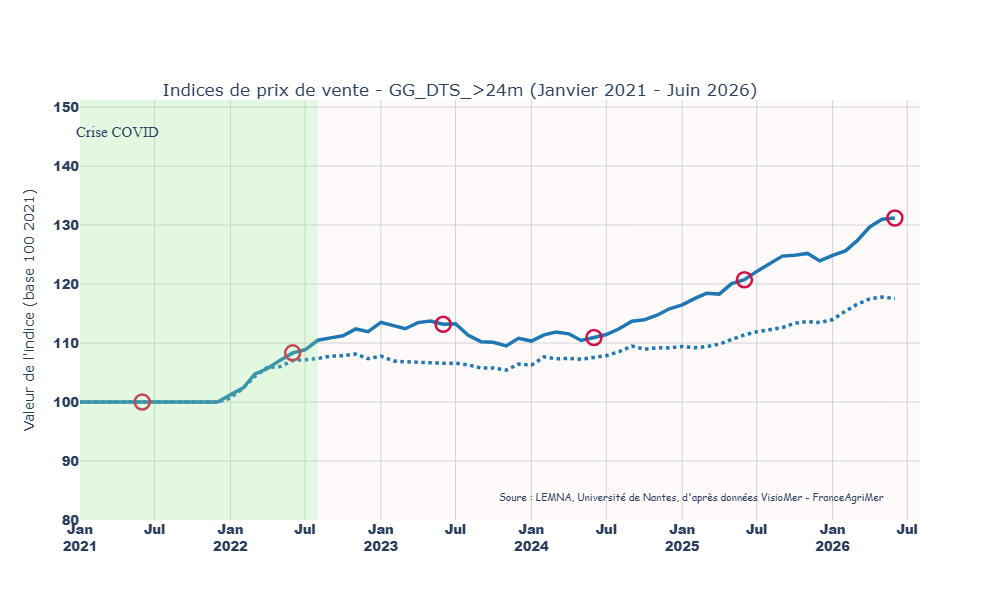 Indices de prix de vente - GG_DTS_>24m (Janvier 2021 - Juin 2026)
Valeur de l'indice (base 100 2021)
150
140
130
120
110
100
90
80
Crise COVID
Soure : LEMNA, Université de Nantes, d'après données VisioMer - FranceAgriMer
Jan Jul Jan Jul Jan Jul Jan Jul Jan Jul Jan Jul
2021 2022 2023 2024 2025 2026